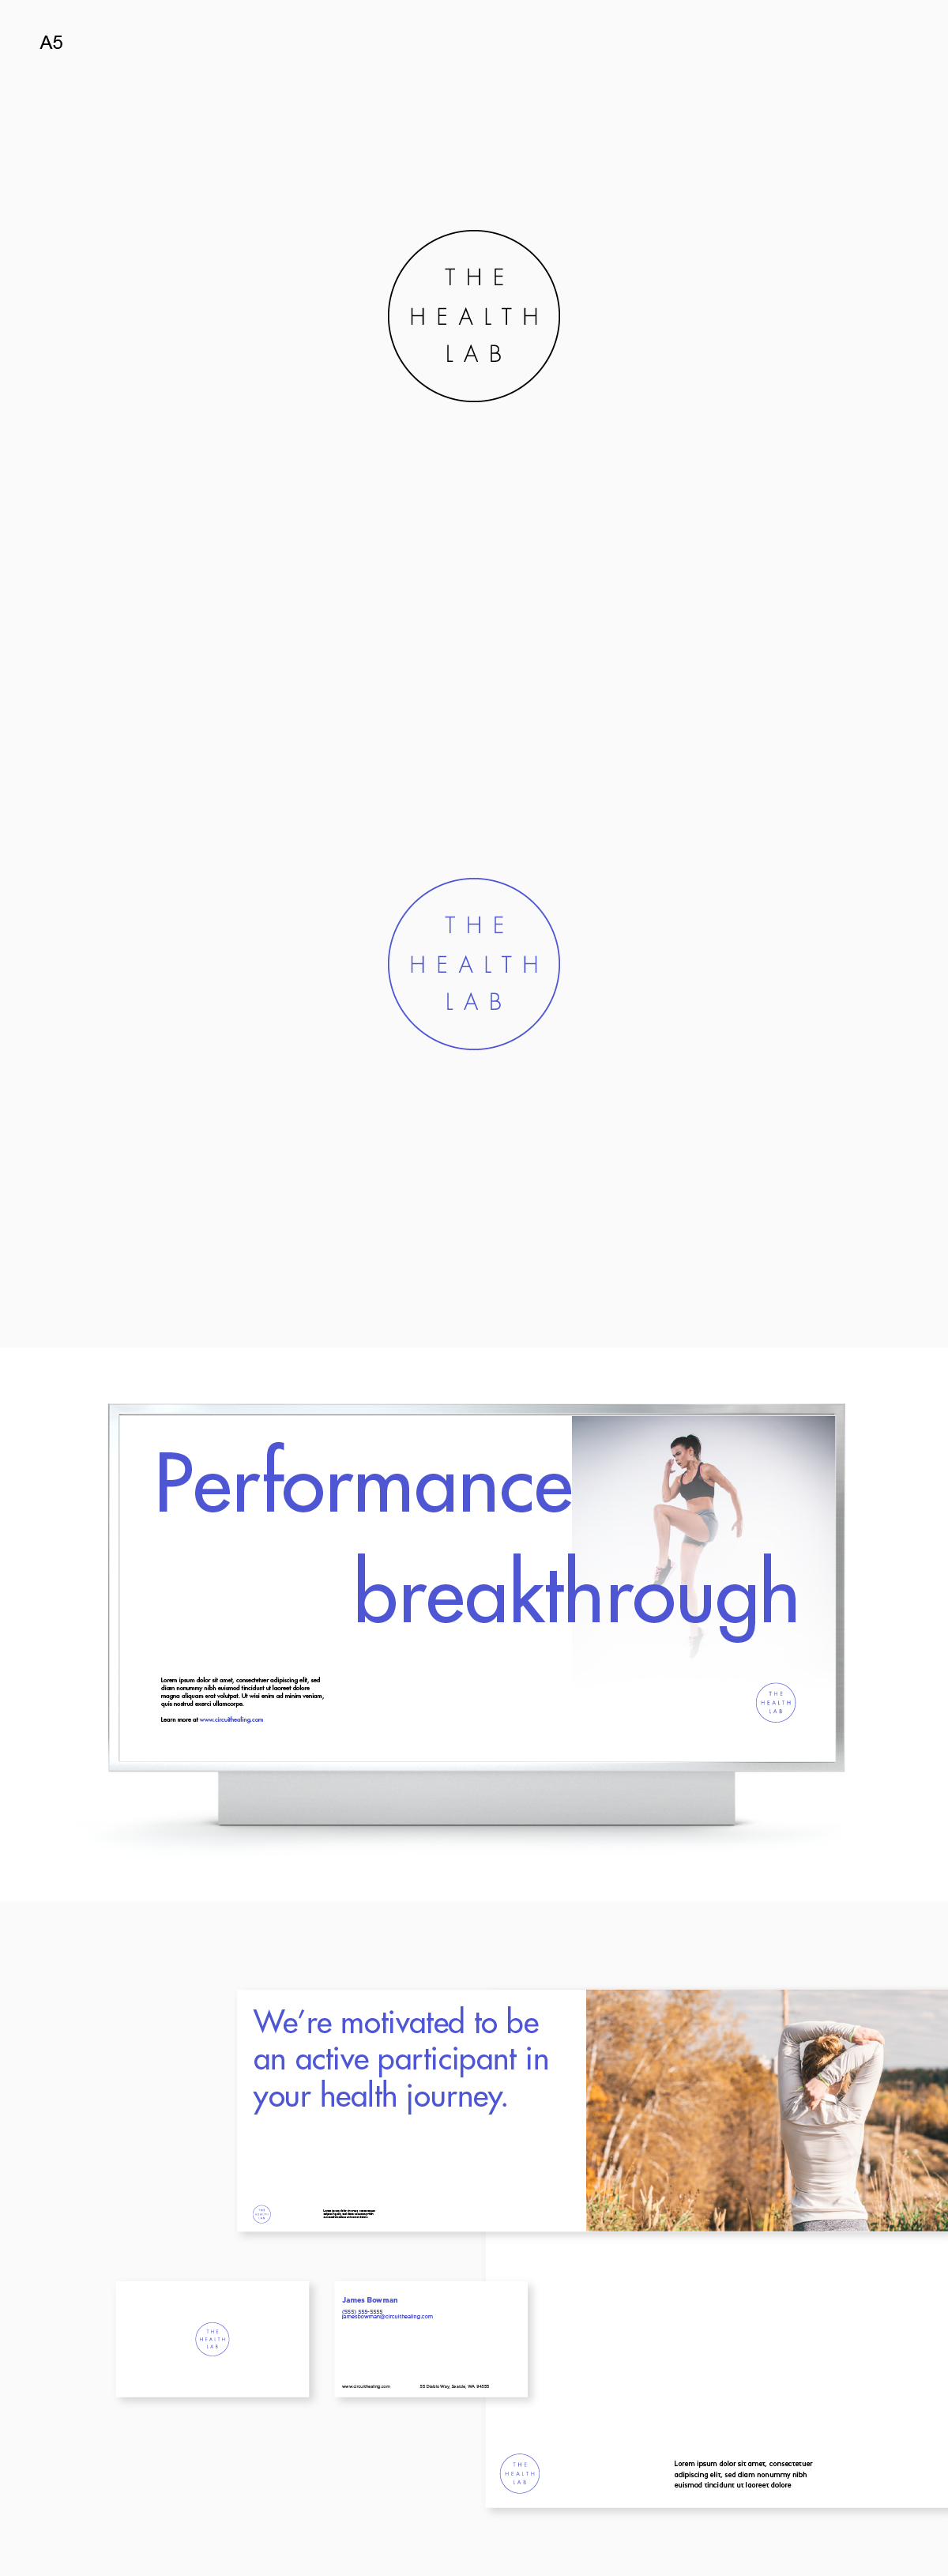 A5
THE
HEALTH
LAB
THE
HEALTH
LAB
Performance
breakthrough
Lorem ipsum dolor sit amet, consectetuer adipiscing elit, sed
diam nonummy nibh euismod tincidunt ut laoreet dolore
magna aliquam erat volutpat. Ut wisi enim ad minim veniam,
quis nostrud exerci ullamcorpe.
Learn more at www.circuithealing.com
THE
HEALTH
LAB
We’re motivated to be
an active participant in
your health journey.
THE
HEALTH
LAB
THE
HEALTH
LAB
James Bowman
(555) 555-5555
jamesbowman@circuithealing.com
www.circuithealing.com 55 Diablo Way, Seaside, WA 94555
THE
HEALTH
LAB
Lorem ipsum dolor sit amet, consectetuer
adipiscing elit, sed diam nonummy nibh
euismod tincidunt ut laoreet dolore